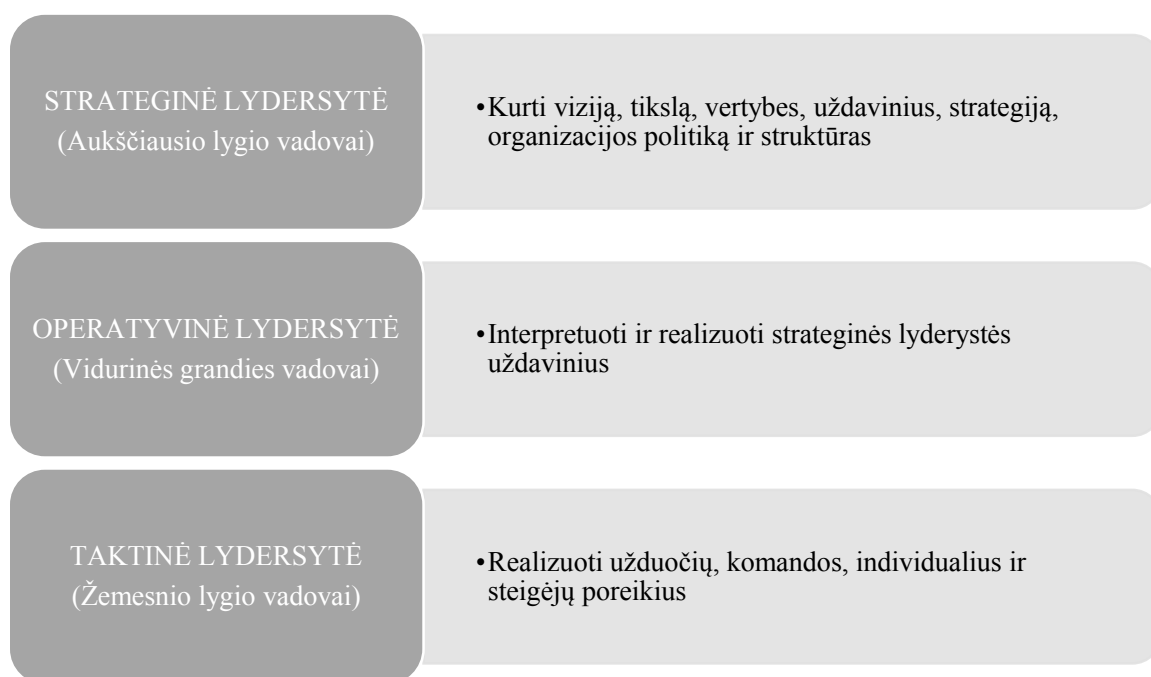 STRATEGINĖ LYDERSYTĖ
(Aukščiausio lygio vadovai)
•Kurti viziją, tikslą, vertybes, uždavinius, strategiją,
organizacijos politiką ir struktūras
OPERATYVINĖ LYDERSYTĖ
(Vidurinės grandies vadovai)
•Interpretuoti ir realizuoti strateginės lyderystės
uždavinius
TAKTINĖ LYDERSYTĖ
(Žemesnio lygio vadovai)
•Realizuoti užduočių, komandos, individualius ir
steigėjų poreikius